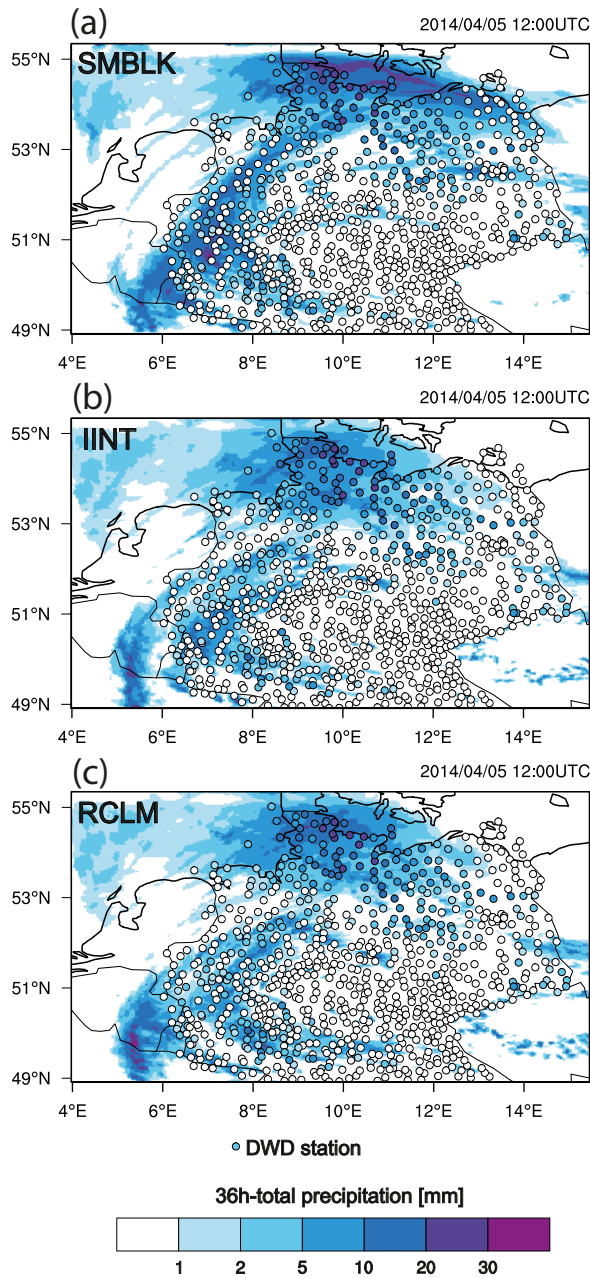 (a) 2014/04/05 12:00UTC
SMBLK
55°N
53°N
51°N
49°N
4°E 6°E 8°E 10°E 12°E 14°E
(b) 2014/04/05 12:00UTC
IINT
55°N
53°N
51°N
49°N
4°E 6°E 8°E 10°E 12°E 14°E
(c) 2014/04/05 12:00UTC
RCLM
55°N
53°N
51°N
49°N
4°E 6°E 8°E 10°E 12°E 14°E
DWD station
36h-total precipitation [mm]
1 2 5 10 20 30